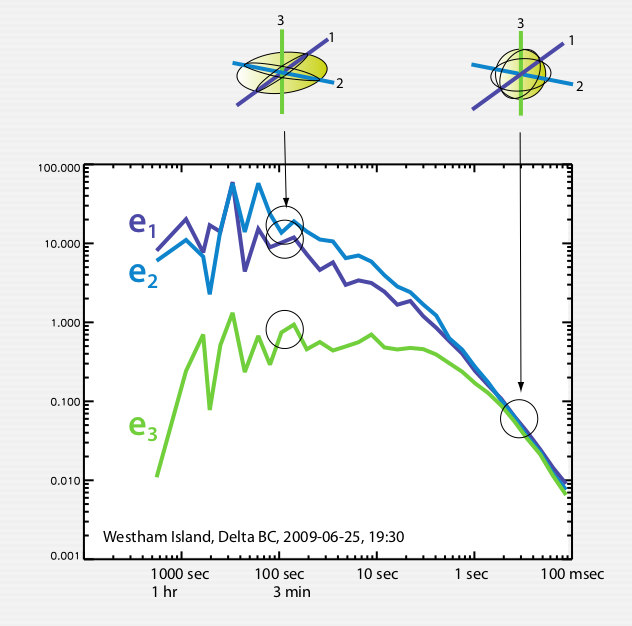 3
1
2
3
1
2
100.000
10.000
1.000
0.100
0.010
0.001
e1
e2
e3
Westham Island, Delta BC, 2009-06-25, 19:30
1000 sec 100 sec 10 sec 1 sec 100 msec
1 hr 3 min